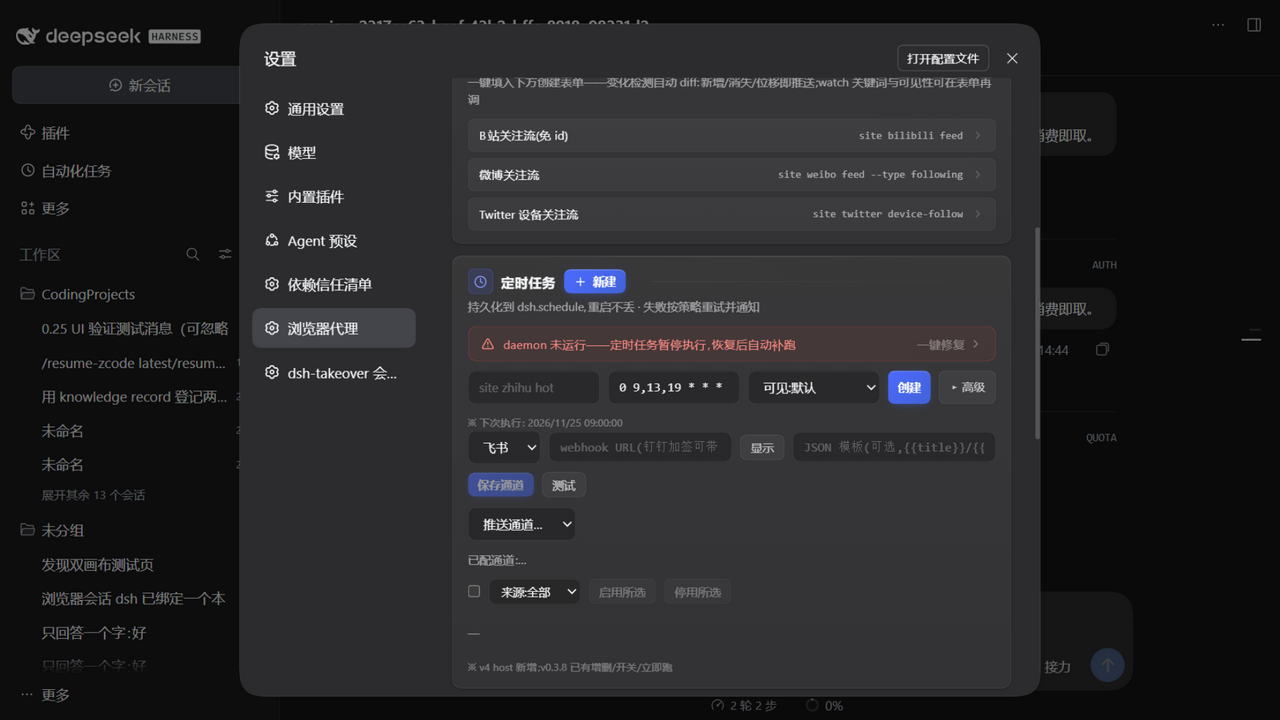 deepseek HARNESS
新会话
插件
自动化任务
更多
工作区
CodingProjects
0.25 UI 验证测试消息（可忽略
/resume-zcode latest/resum...
用 knowledge record 登记两...
未命名
未命名
展开其余 13 个会话
未分组
发现双画布测试页
浏览器会话 dsh 已绑定一个本
只回答一个字:好
只回答一个字:好
更多
设置
打开配置文件
通用设置
模型
内置插件
Agent 预设
依赖信任清单
浏览器代理
dsh-takeover 会...
一键填入下方创建表单——变化检测自动 diff:新增/消失/位移即推送;watch 关键词与可见性可在表单再
调
B站关注流(免 id)
site bilibili feed
微博关注流
site weibo feed --type following
Twitter 设备关注流
site twitter device-follow
定时任务
+ 新建
持久化到 dsh.schedule,重启不丢 · 失败按策略重试并通知
daemon 未运行——定时任务暂停执行,恢复后自动补跑
一键修复
site zhihu hot
0 9,13,19 * * *
可见:默认
创建
高级
※ 下次执行: 2026/11/25 09:00:00
飞书
webhook URL(钉钉加签可带
显示
JSON 模板(可选,{{title}}/{{
保存通道
测试
推送通道...
已配通道:...
来源:全部
启用所选
停用所选
—
※ v4 host 新增;v0.3.8 已有增删/开关/立即跑
消费即取。
AUTH
消费即取。
14:44
QUOTA
接力
2 轮 2 步
0%